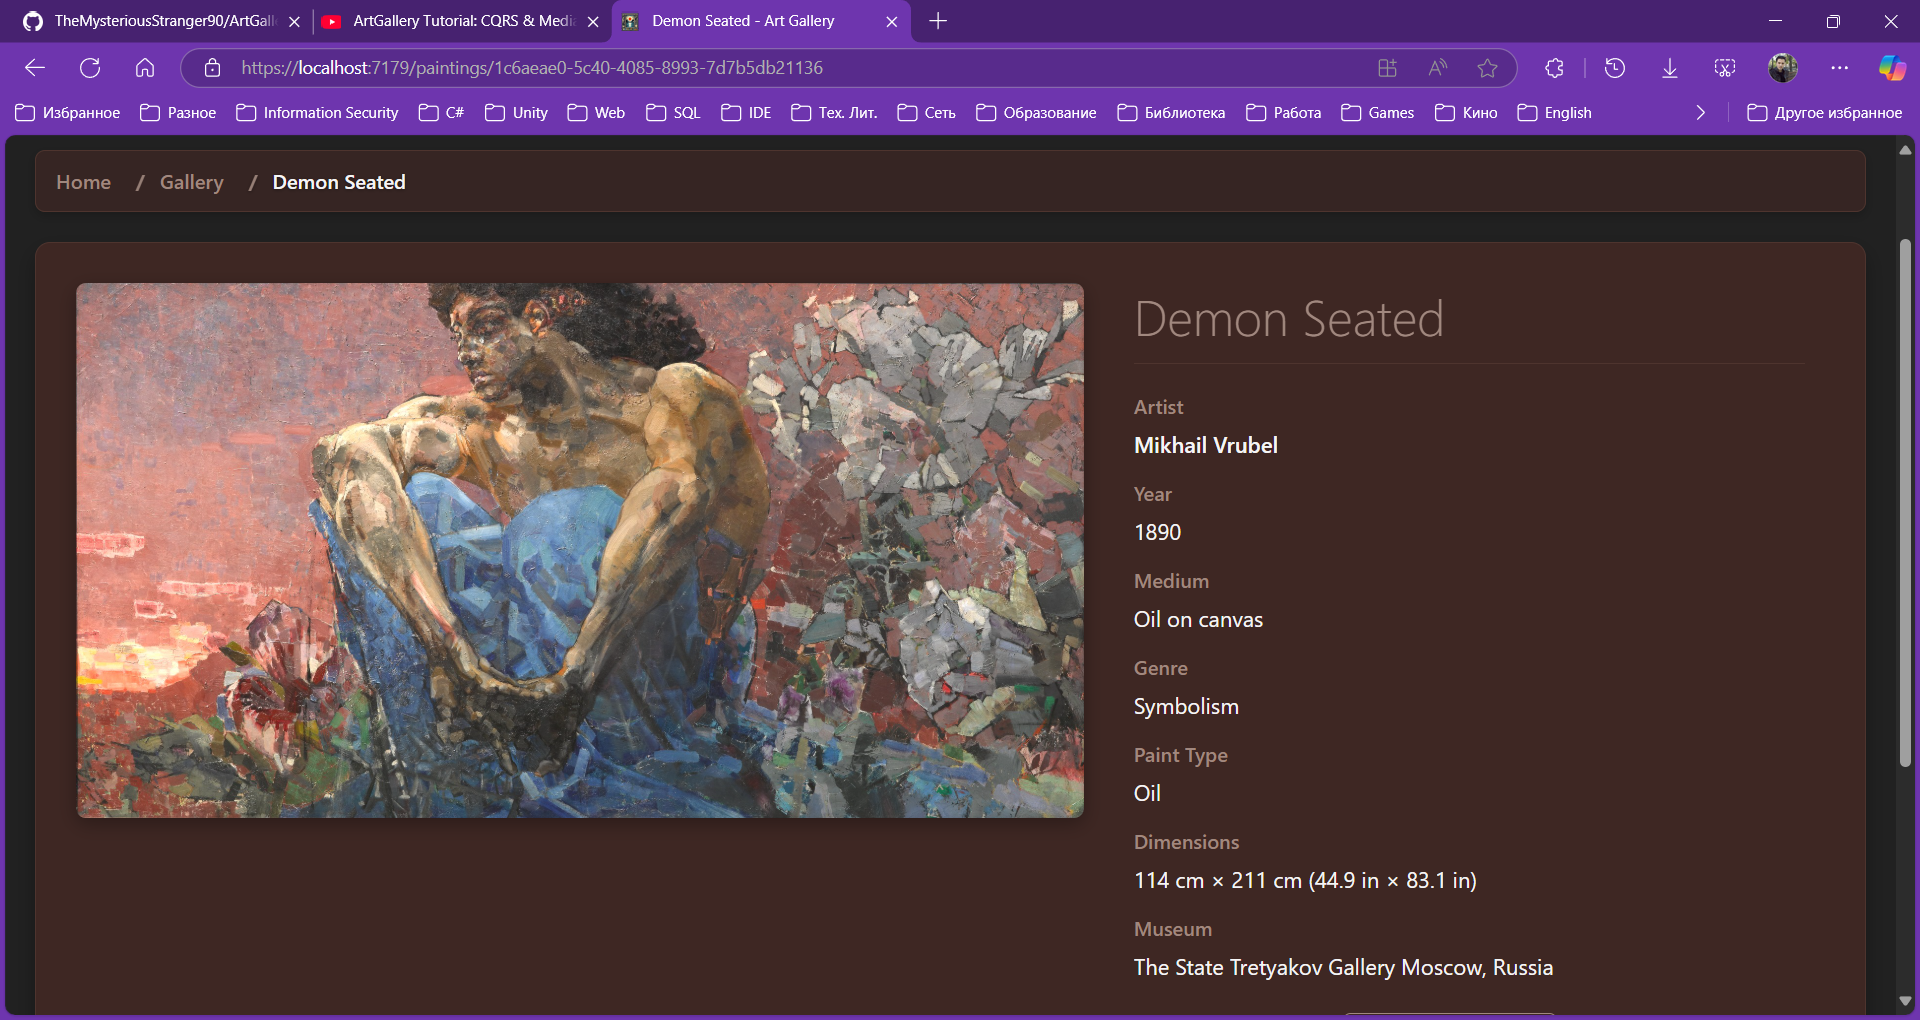 TheMysteriousStranger90/ArtGall
ArtGallery Tutorial: CQRS & Medi
Demon Seated - Art Gallery
https://localhost:7179/paintings/1c6aeae0-5c40-4085-8993-7d7b5db21136
Избранное
Разное
Information Security
C#
Unity
Web
SQL
IDE
Тех. Лит.
Сеть
Образование
Библиотека
Работа
Games
Кино
English
Другое избранное
Home / Gallery / Demon Seated
Demon Seated
Artist
Mikhail Vrubel
Year
1890
Medium
Oil on canvas
Genre
Symbolism
Paint Type
Oil
Dimensions
114 cm × 211 cm (44.9 in × 83.1 in)
Museum
The State Tretyakov Gallery Moscow, Russia